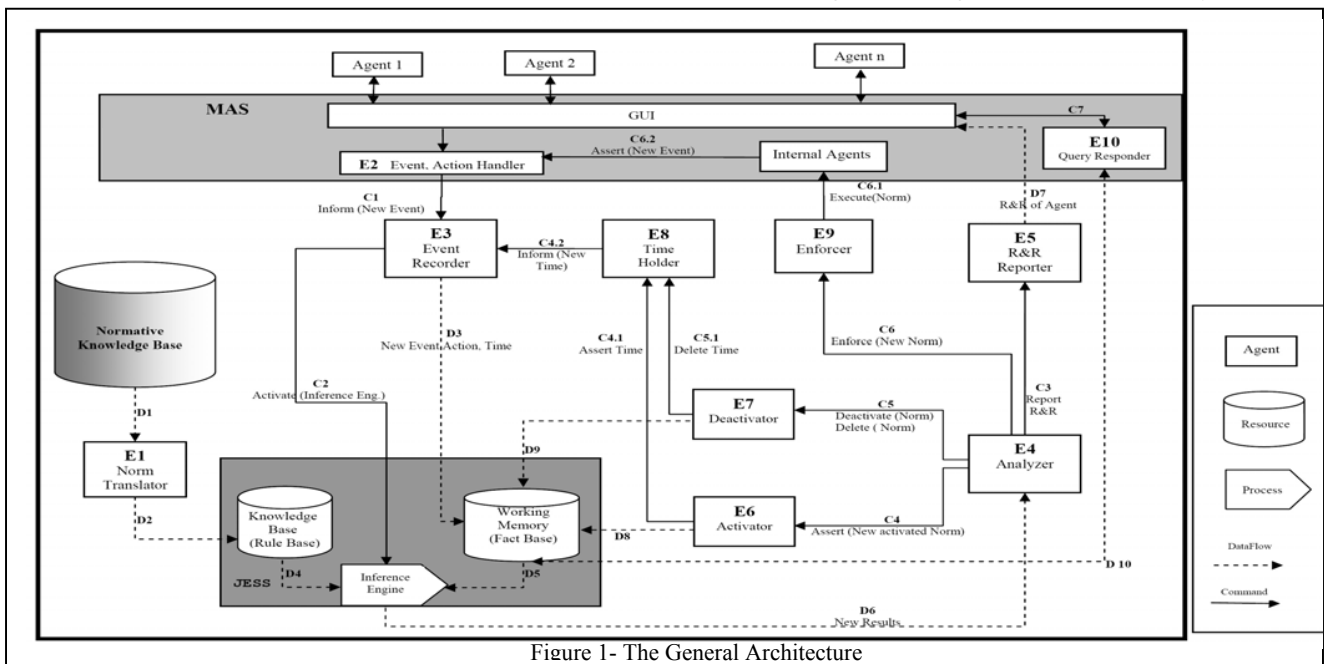 Agent 1
Agent 2
Agent n
MAS
GUI
C7
C6.2
Assert (New Event)
E2 Event, Action Handler
Internal Agents
E10
Query Responder
C1
Inform (New Event)
C6.1
Execute(Norm)
D7
R&R of Agent
E3
Event
Recorder
C4.2
Inform (New
Time)
E8
Time
Holder
E9
Enforcer
E5
R&R
Reporter
Normative
Knowledge Base
D3
New Event,Action, Time
C4.1
Assert Time
C5.1
Delete Time
C6
Enforce (New Norm)
C2
Activate (Inference Eng.)
C3
Report
R&R
D1
E7
Deactivator
C5
Deactivate (Norm)
Delete ( Norm)
E1
Norm
Translator
D9
E4
Analyzer
D2
Knowledge
Base
(Rule Base)
Working
Memory
(Fact Base)
E6
Activator
C4
Assert (New activated Norm)
D8
D4
D5
D 10
JESS
Inference
Engine
D6
New Results
Agent
Resource
Process
DataFlow
Command
Figure 1- The General Architecture